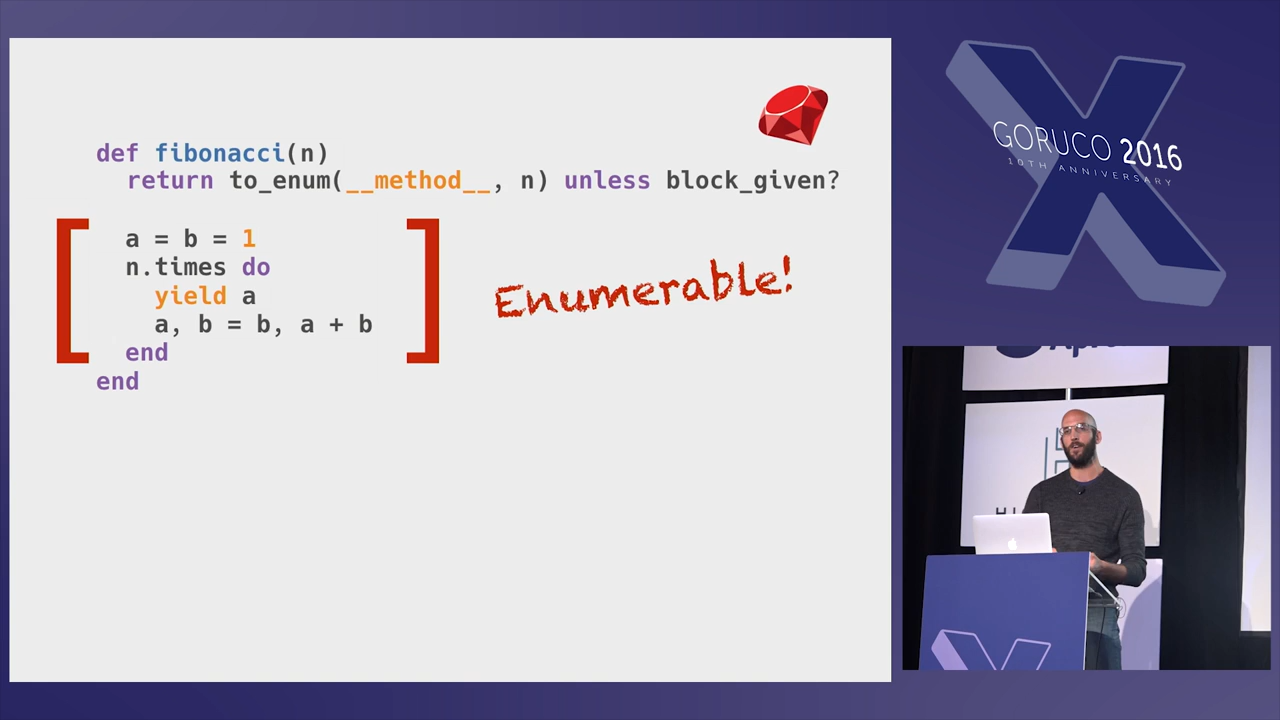 def fibonacci(n)
  return to_enum(__method__, n) unless block_given?
  a = b = 1
  n.times do
    yield a
    a, b = b, a + b
  end
end
Enumerable!
GORUCO 2016
10TH ANNIVERSARY